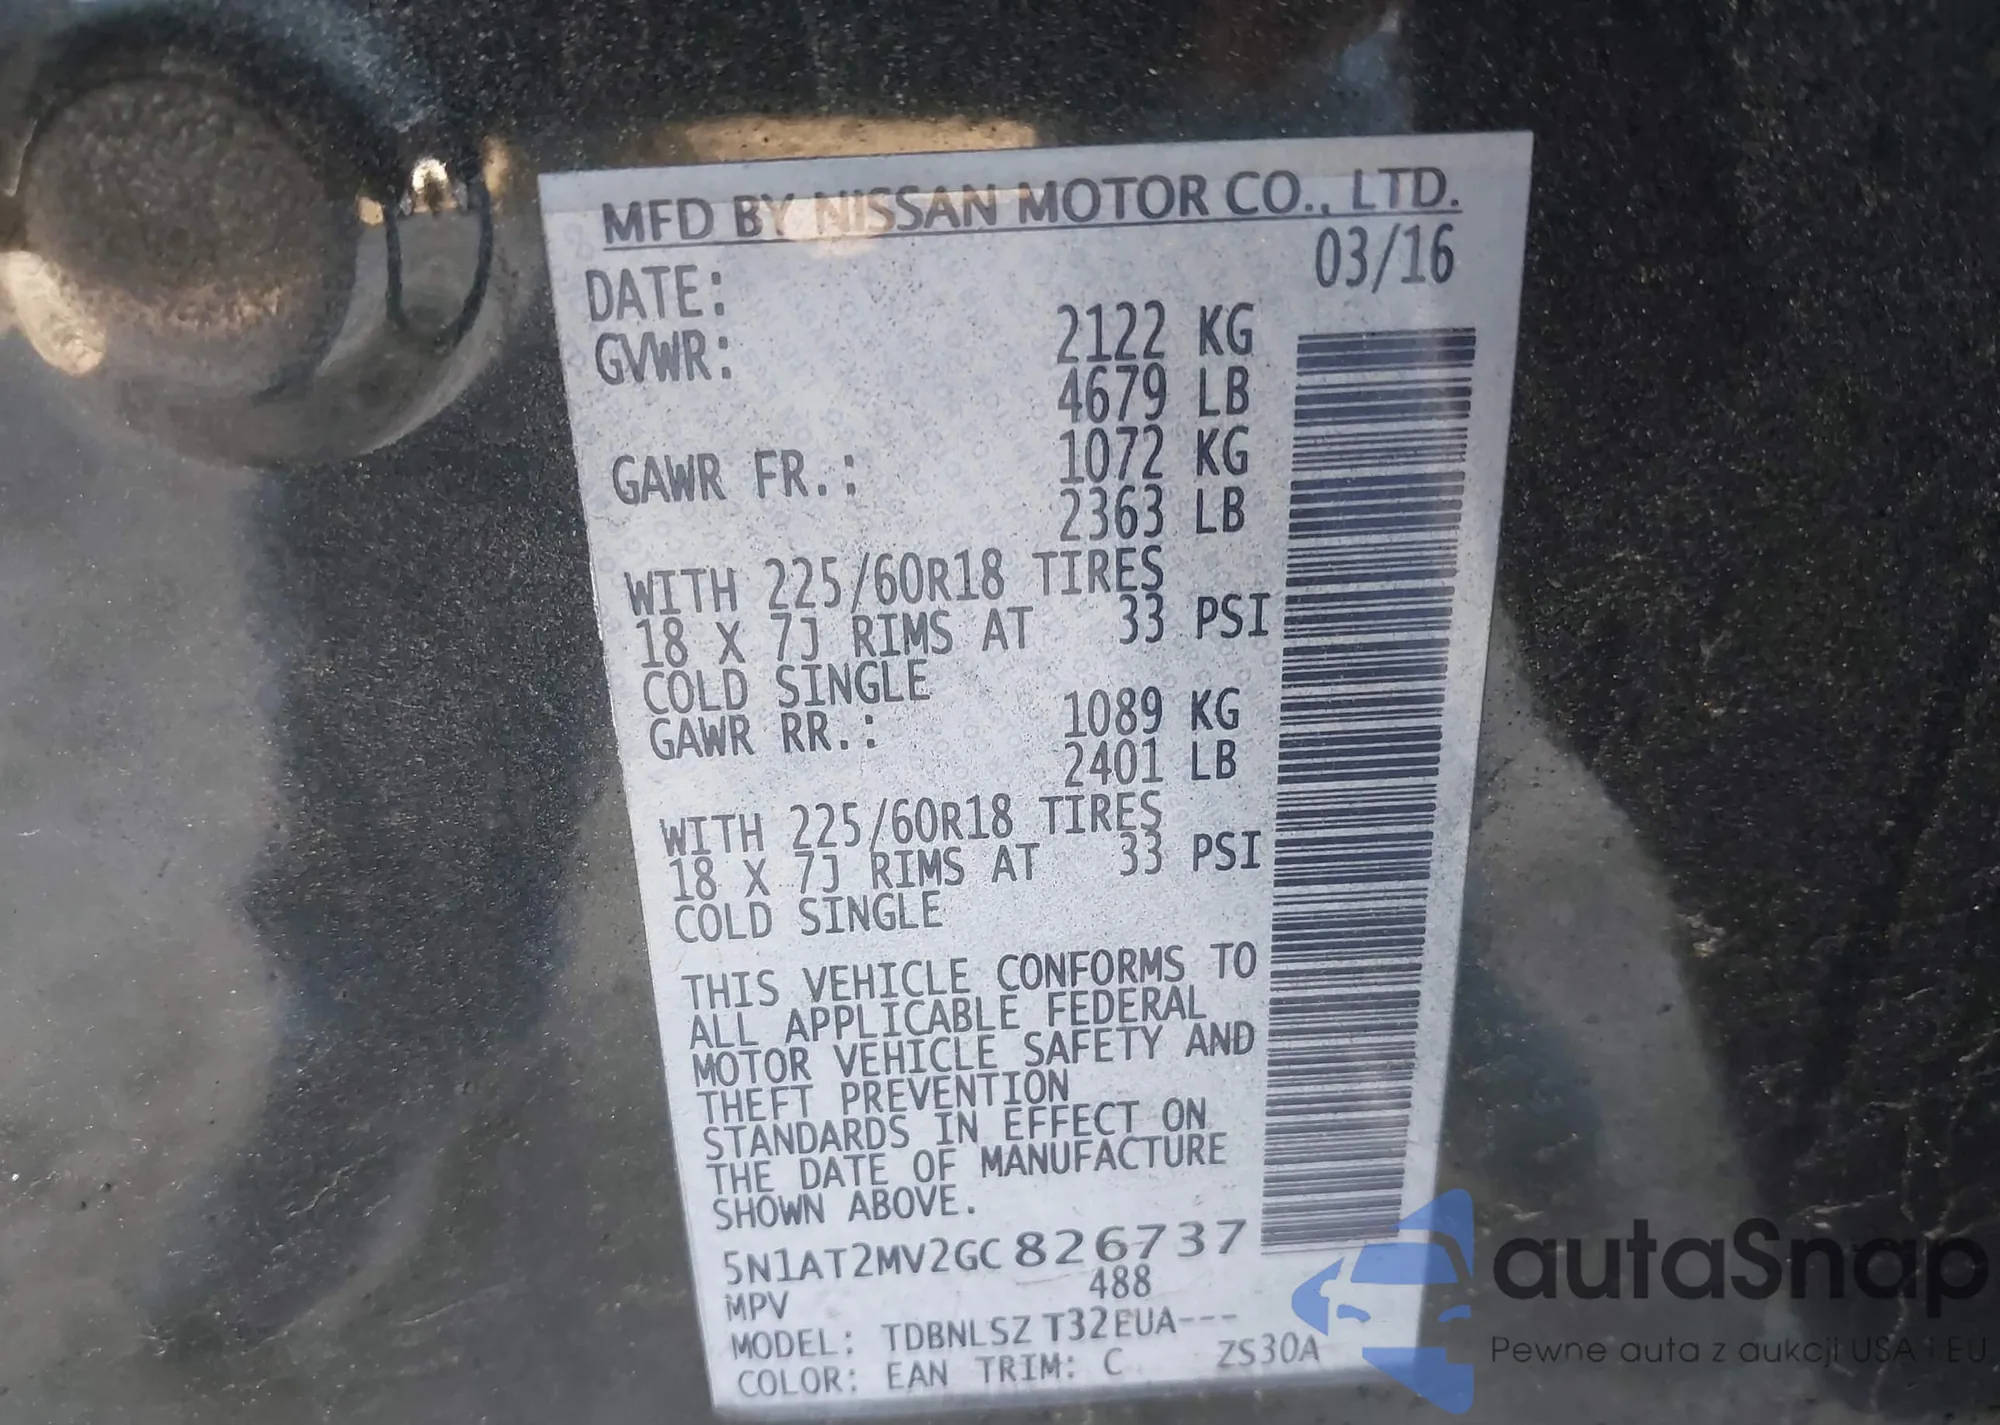 MFD BY NISSAN MOTOR CO., LTD.
DATE: 03/16
GVWR: 2122 KG
4679 LB
GAWR FR.: 1072 KG
2363 LB
WITH 225/60R18 TIRES
18 X 7J RIMS AT 33 PSI
COLD SINGLE
GAWR RR.: 1089 KG
2401 LB
WITH 225/60R18 TIRES
18 X 7J RIMS AT 33 PSI
COLD SINGLE
THIS VEHICLE CONFORMS TO
ALL APPLICABLE FEDERAL
MOTOR VEHICLE SAFETY AND
THEFT PREVENTION
STANDARDS IN EFFECT ON
THE DATE OF MANUFACTURE
SHOWN ABOVE.
5N1AT2MV2GC826737
MPV 488
MODEL: TDBNLSZ T32EUA---
COLOR: EAN TRIM: C ZS30A
autaSnap
Pewne auta z aukcji USA i EU